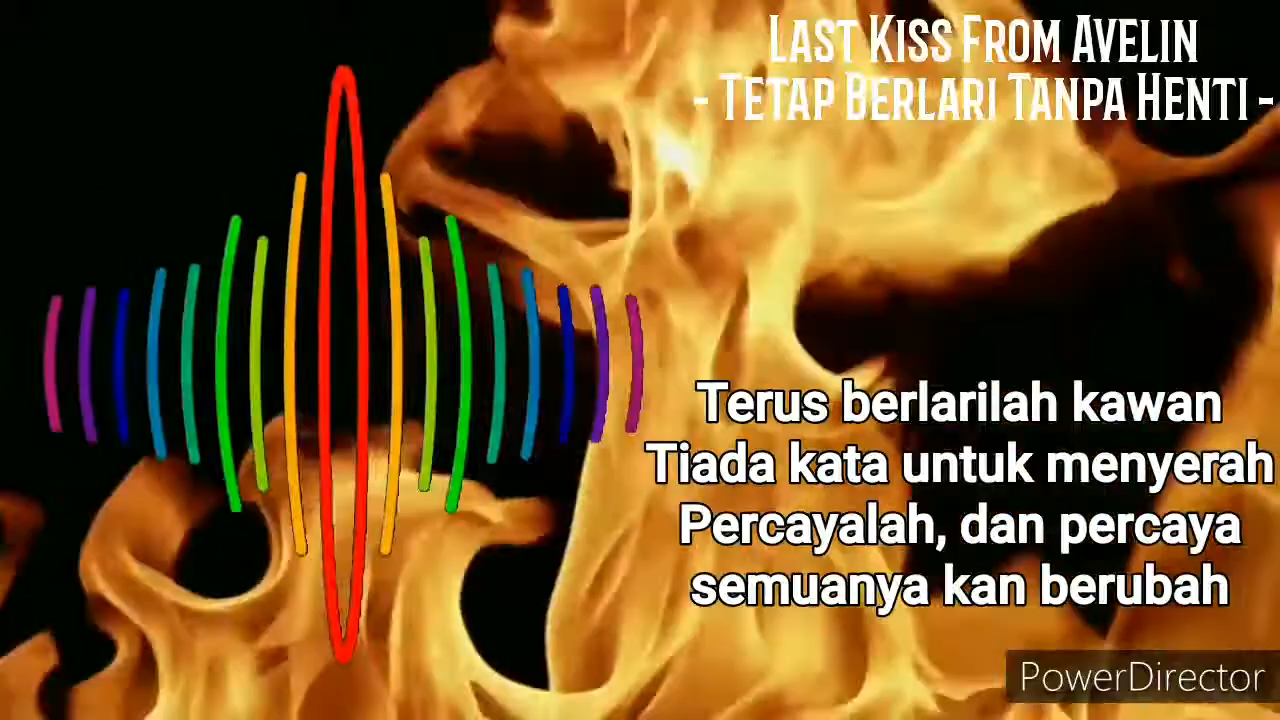 Last Kiss From Avelin
- Tetap Berlari Tanpa Henti -
Terus berlarilah kawan
Tiada kata untuk menyerah
Percayalah, dan percaya
semuanya kan berubah
PowerDirector